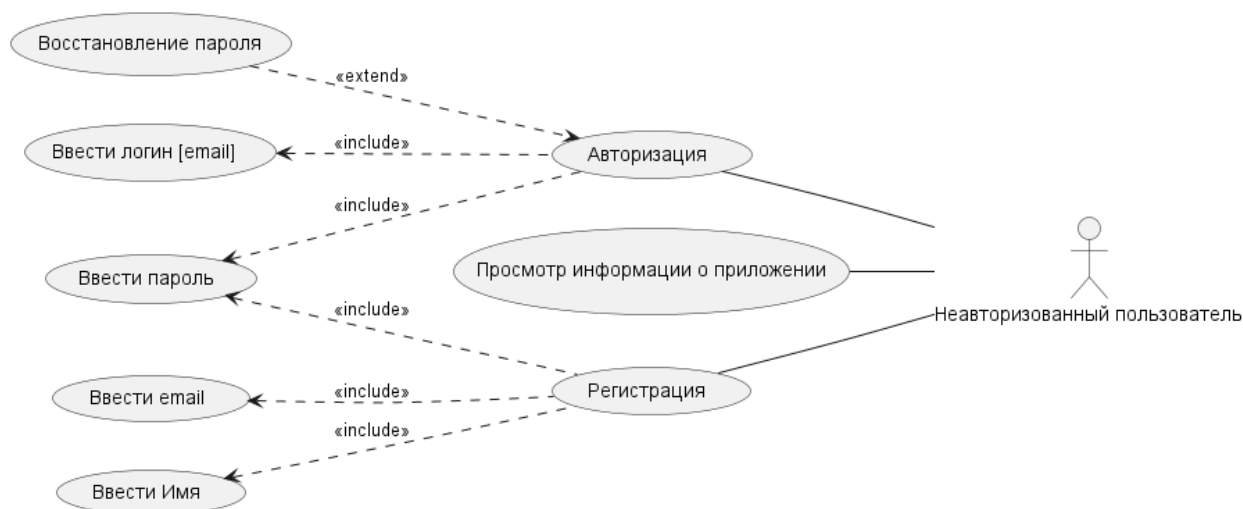 Восстановление пароля
«extend»
Ввести логин [email]
«include»
Авторизация
«include»
Просмотр информации о приложении
Ввести пароль
«include»
Неавторизованный пользователь
Ввести email
«include»
Регистрация
«include»
Ввести Имя